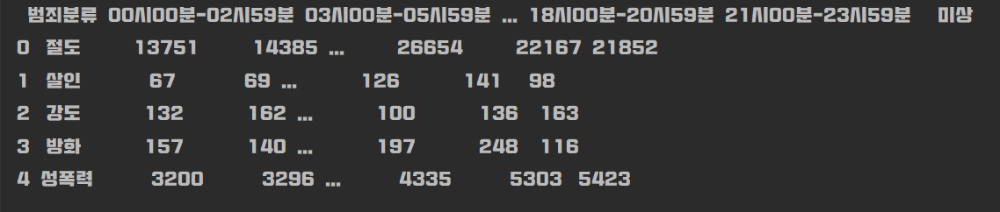 범죄분류 00시00분-02시59분 03시00분-05시59분 ... 18시00분-20시59분 21시00분-23시59분 미상
0 절도 13751 14385 ... 26654 22167 21852
1 살인 67 69 ... 126 141 98
2 강도 132 162 ... 100 136 163
3 방화 157 140 ... 197 248 116
4 성폭력 3200 3296 ... 4335 5303 5423